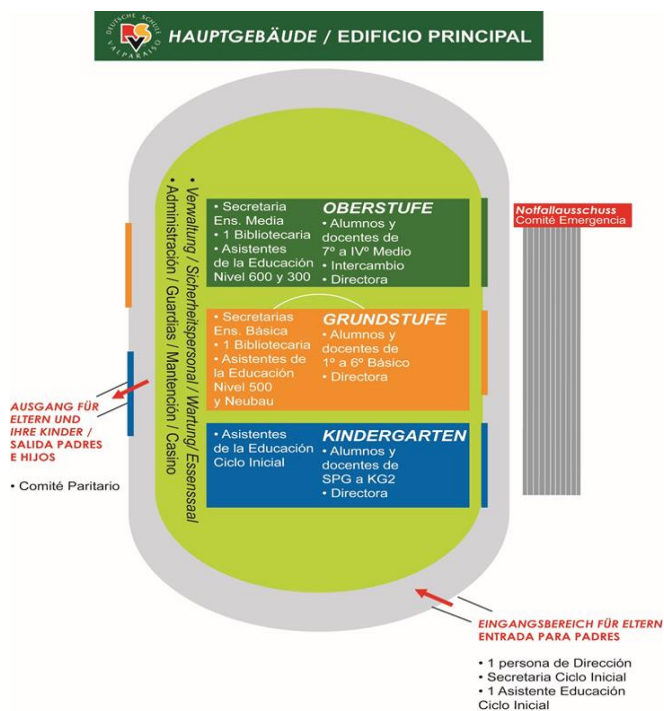 DEUTSCHE SCHULE
VALPARAISO
DS
V
HAUPTGEBÄUDE / EDIFICIO PRINCIPAL
• Verwaltung / Sicherheitspersonal / Wartung/ Essenssaal
• Administración / Guardias / Mantención / Casino
• Secretaria
Ens. Media
• 1 Bibliotecaria
• Asistentes
de la Educación
Nivel 600 y 300
OBERSTUFE
• Alumnos y
docentes de
7º a IVº Medio
• Intercambio
• Directora
Notfallausschuss
Comité Emergencia
• Secretarias
Ens. Básica
• 1 Bibliotecaria
• Asistentes de
la Educación
Nivel 500
y Neubau
GRUNDSTUFE
• Alumnos y
docentes de
1º a 6º Básico
• Directora
• Asistentes
de la Educación
Ciclo Inicial
KINDERGARTEN
• Alumnos y
docentes de
SPG a KG2
• Directora
AUSGANG FÜR
ELTERN UND
IHRE KINDER /
SALIDA PADRES
E HIJOS
• Comité Paritario
EINGANGSBEREICH FÜR ELTERN
ENTRADA PARA PADRES
• 1 persona de Dirección
• Secretaria Ciclo Inicial
• 1 Asistente Educación
Ciclo Inicial